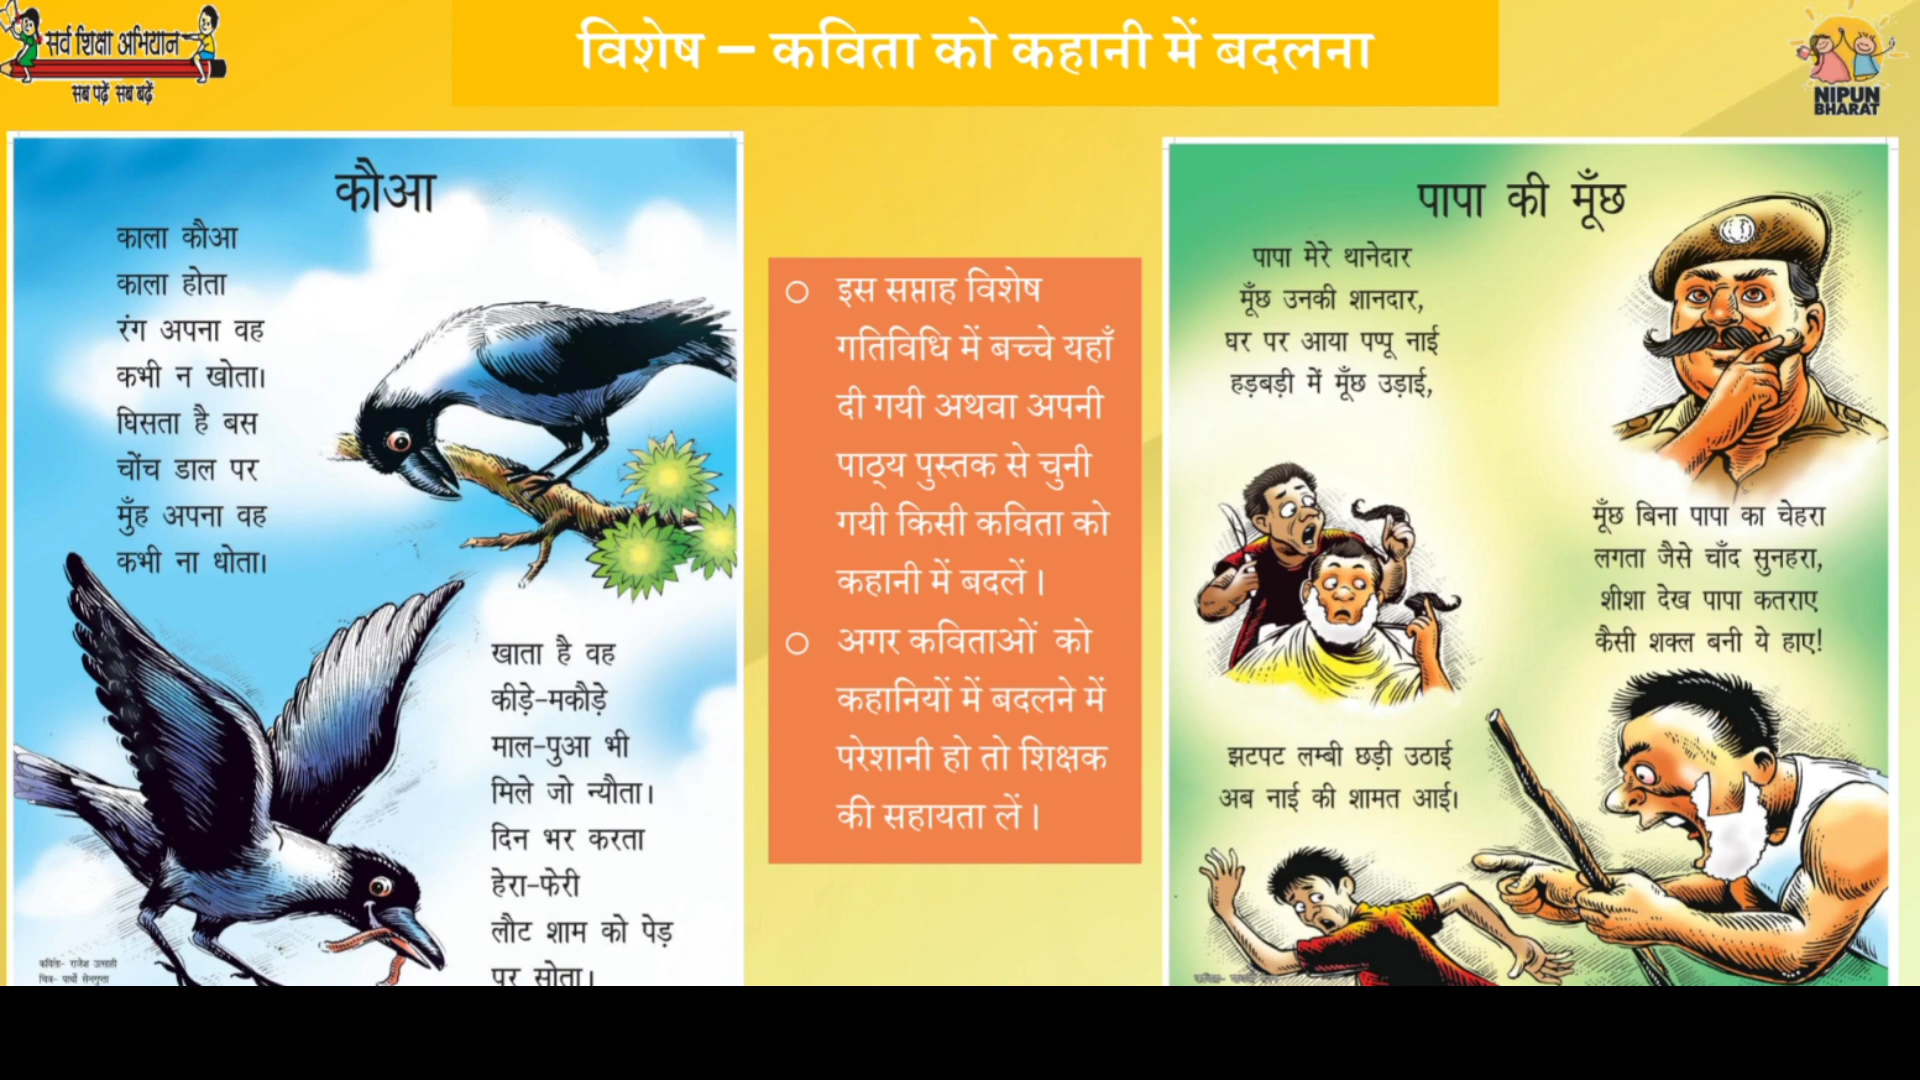 सर्व शिक्षा अभियान
सब पढ़ें सब बढ़ें
विशेष – कविता को कहानी में बदलना
NIPUN
BHARAT
कौआ
काला कौआ
काला होता
रंग अपना वह
कभी न खोता।
घिसता है बस
चोंच डाल पर
मुँह अपना वह
कभी ना धोता।
खाता है वह
कीड़े-मकौड़े
माल-पुआ भी
मिले जो न्यौता।
दिन भर करता
हेरा-फेरी
लौट शाम को पेड़
पर सोता।
कविता- राजेश उत्साही
चित्र- पार्थो सेनगुप्ता
इस सप्ताह विशेष
गतिविधि में बच्चे यहाँ
दी गयी अथवा अपनी
पाठ्य पुस्तक से चुनी
गयी किसी कविता को
कहानी में बदलें।
अगर कविताओं को
कहानियों में बदलने में
परेशानी हो तो शिक्षक
की सहायता लें।
पापा की मूँछ
पापा मेरे थानेदार
मूँछ उनकी शानदार,
घर पर आया पप्पू नाई
हड़बड़ी में मूँछ उड़ाई,
मूँछ बिना पापा का चेहरा
लगता जैसे चाँद सुनहरा,
शीशा देख पापा कतराए
कैसी शक्ल बनी ये हाए!
झटपट लम्बी छड़ी उठाई
अब नाई की शामत आई।